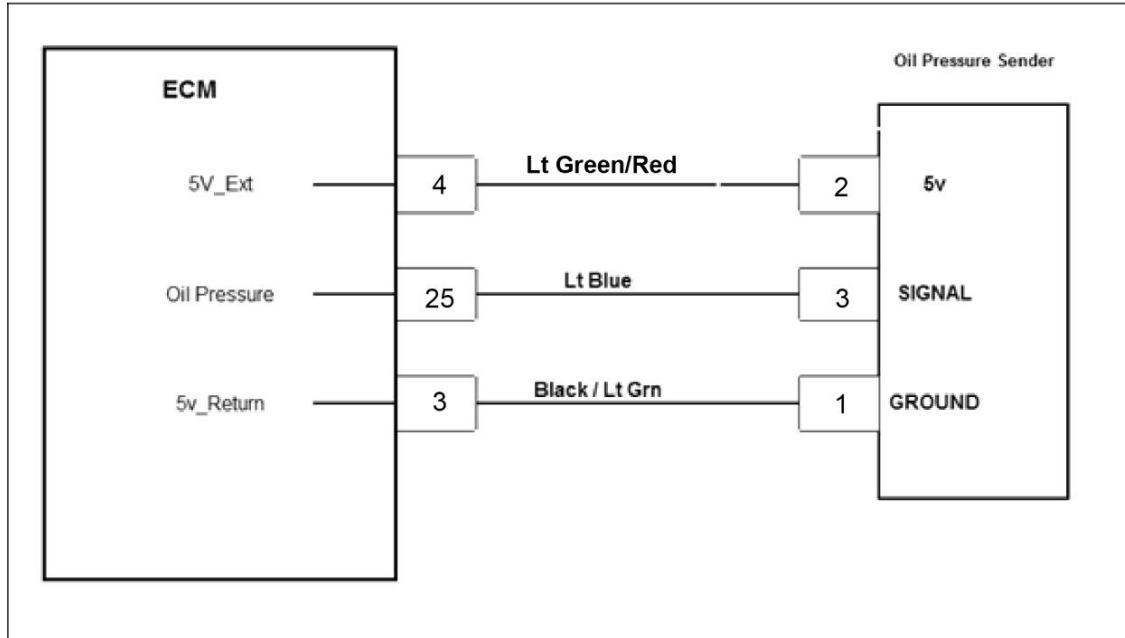 Oil Pressure Sender
ECM
5V_Ext
4
Lt Green/Red
2
5v
Oil Pressure
25
Lt Blue
3
SIGNAL
5v_Return
3
Black / Lt Grn
1
GROUND